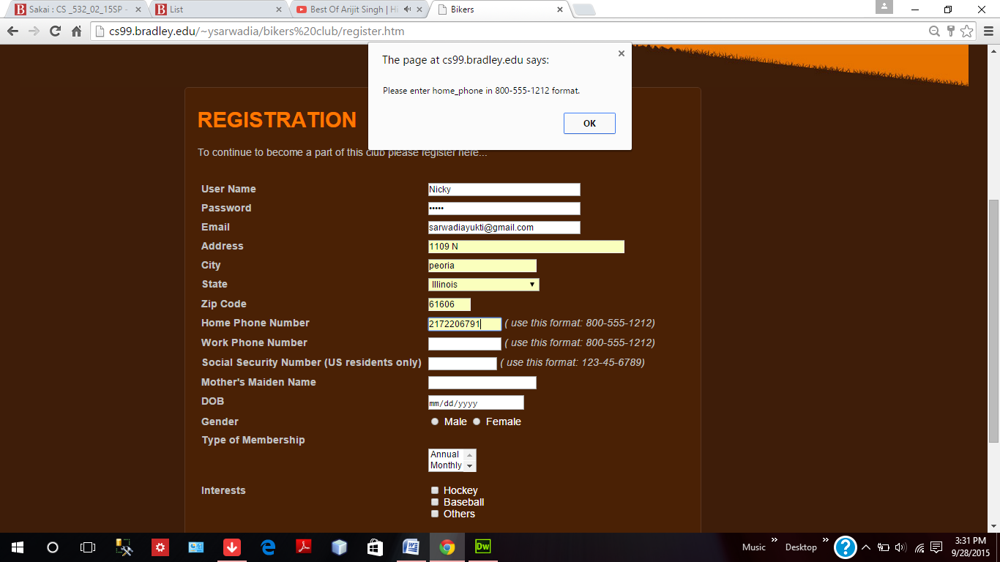 Sakai : CS _532_02_15SP -
List
Best Of Arijit Singh | Hi
Bikers
cs99.bradley.edu/~ysarwadia/bikers%20club/register.htm
The page at cs99.bradley.edu says:
Please enter home_phone in 800-555-1212 format.
OK
REGISTRATION
To continue to become a part of this club please register here...
User Name Nicky
Password •••••
Email sarwadiayukti@gmail.com
Address 1109 N
City peoria
State Illinois
Zip Code 61606
Home Phone Number 2172206791 ( use this format: 800-555-1212)
Work Phone Number ( use this format: 800-555-1212)
Social Security Number (US residents only) ( use this format: 123-45-6789)
Mother's Maiden Name
DOB mm/dd/yyyy
Gender Male Female
Type of Membership
Annual
Monthly
Interests Hockey
Baseball
Others
Music » Desktop » 3:31 PM
9/28/2015
Dw